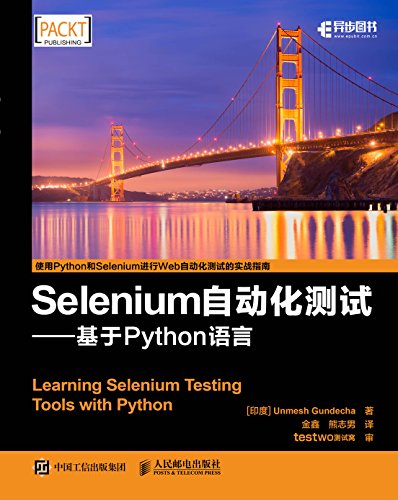 [PACKT]
PUBLISHING
异步图书
www.epubit.com.cn
使用Python和Selenium进行Web自动化测试的实战指南
Selenium自动化测试
——基于Python语言
Learning Selenium Testing
Tools with Python
[印度] Unmesh Gundecha 著
金鑫 熊志男 译
testwo测试窝 审
中国工信出版集团
人民邮电出版社
POSTS & TELECOM PRESS